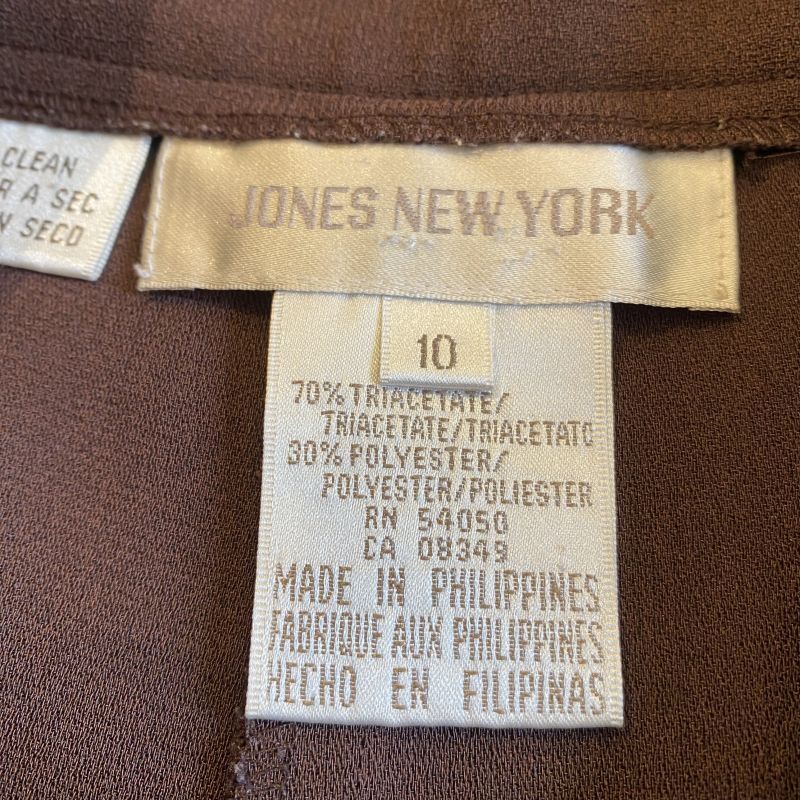 CLEAN
R A SEC
N SECO
JONES NEW YORK
10
70% TRIACETATE/
TRIACETATE/TRIACETATO
30% POLYESTER/
POLYESTER/POLIESTER
RN 54050
CA 08349
MADE IN PHILIPPINES
FABRIQUE AUX PHILIPPINES
HECHO EN FILIPINAS